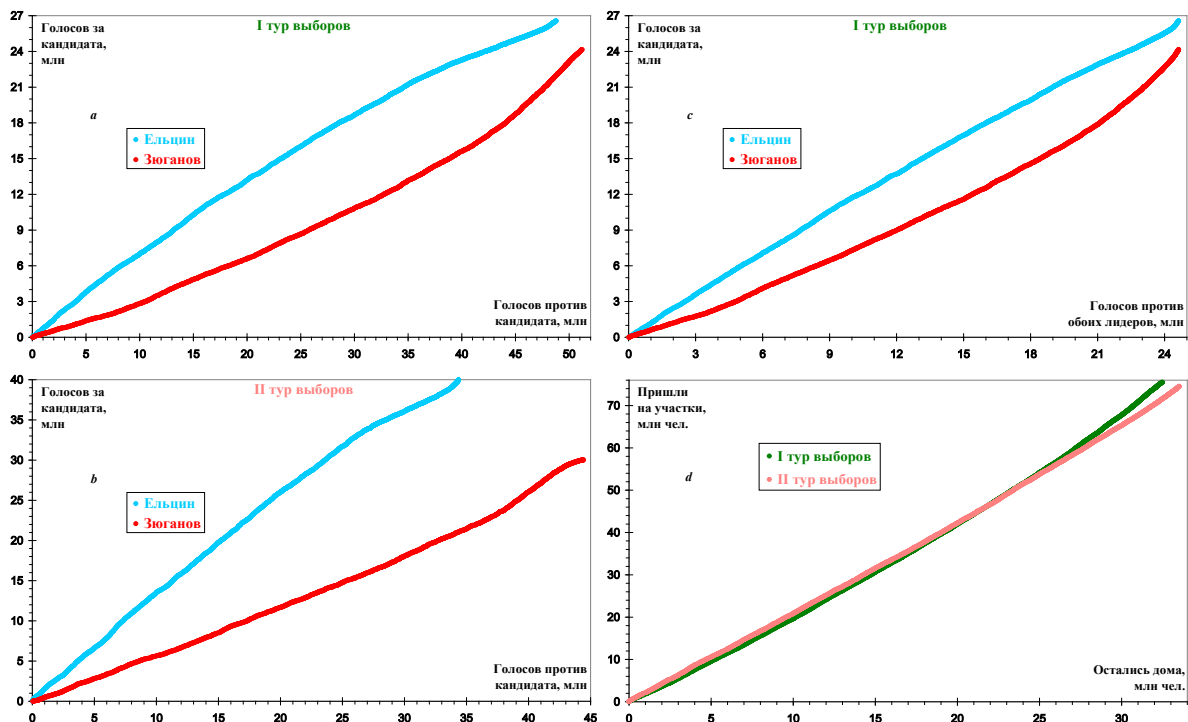 I тур выборов
Голосов за
кандидата,
млн
a
Ельцин
Зюганов
Голосов против
кандидата, млн
27
24
21
18
15
12
9
6
3
0
0 5 10 15 20 25 30 35 40 45 50
I тур выборов
Голосов за
кандидата,
млн
c
Ельцин
Зюганов
Голосов против
обоих лидеров, млн
27
24
21
18
15
12
9
6
3
0
0 3 6 9 12 15 18 21 24
II тур выборов
Голосов за
кандидата,
млн
b
Ельцин
Зюганов
Голосов против
кандидата, млн
40
35
30
25
20
15
10
5
0
0 5 10 15 20 25 30 35 40 45
Пришли
на участки,
млн чел.
I тур выборов
II тур выборов
d
Остались дома,
млн чел.
70
60
50
40
30
20
10
0
0 5 10 15 20 25 30